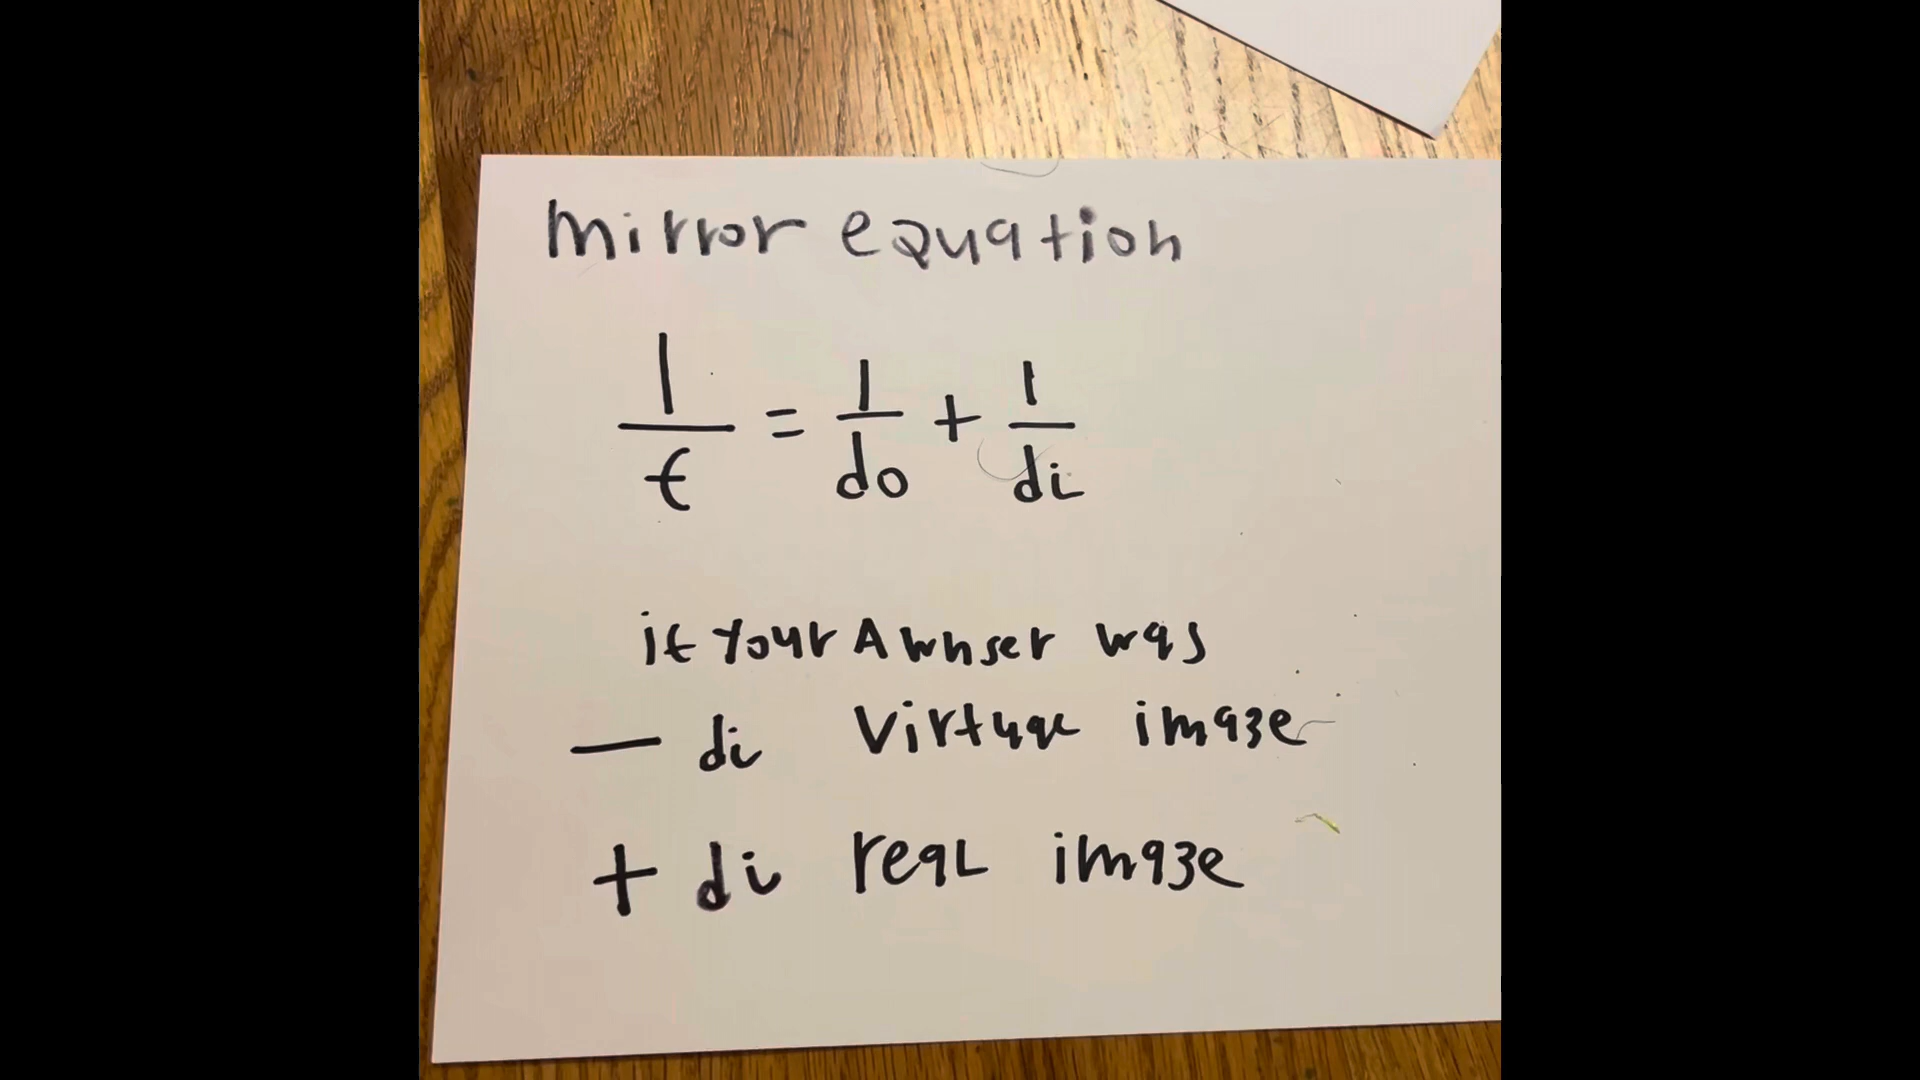 mirror equation
1/f = 1/do + 1/di
if your Awnser was
— di virtual image
+ di real image